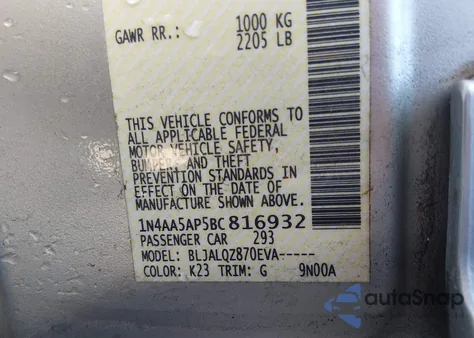 GAWR RR.: 1000 KG
2205 LB
THIS VEHICLE CONFORMS TO
ALL APPLICABLE FEDERAL
MOTOR VEHICLE SAFETY,
BUMPER AND THEFT
PREVENTION STANDARDS IN
EFFECT ON THE DATE OF
MANUFACTURE SHOWN ABOVE.
1N4AA5AP5BC816932
PASSENGER CAR 293
MODEL: BLJALQZ870EVA-----
COLOR: K23 TRIM: G 9N00A
autoSnap